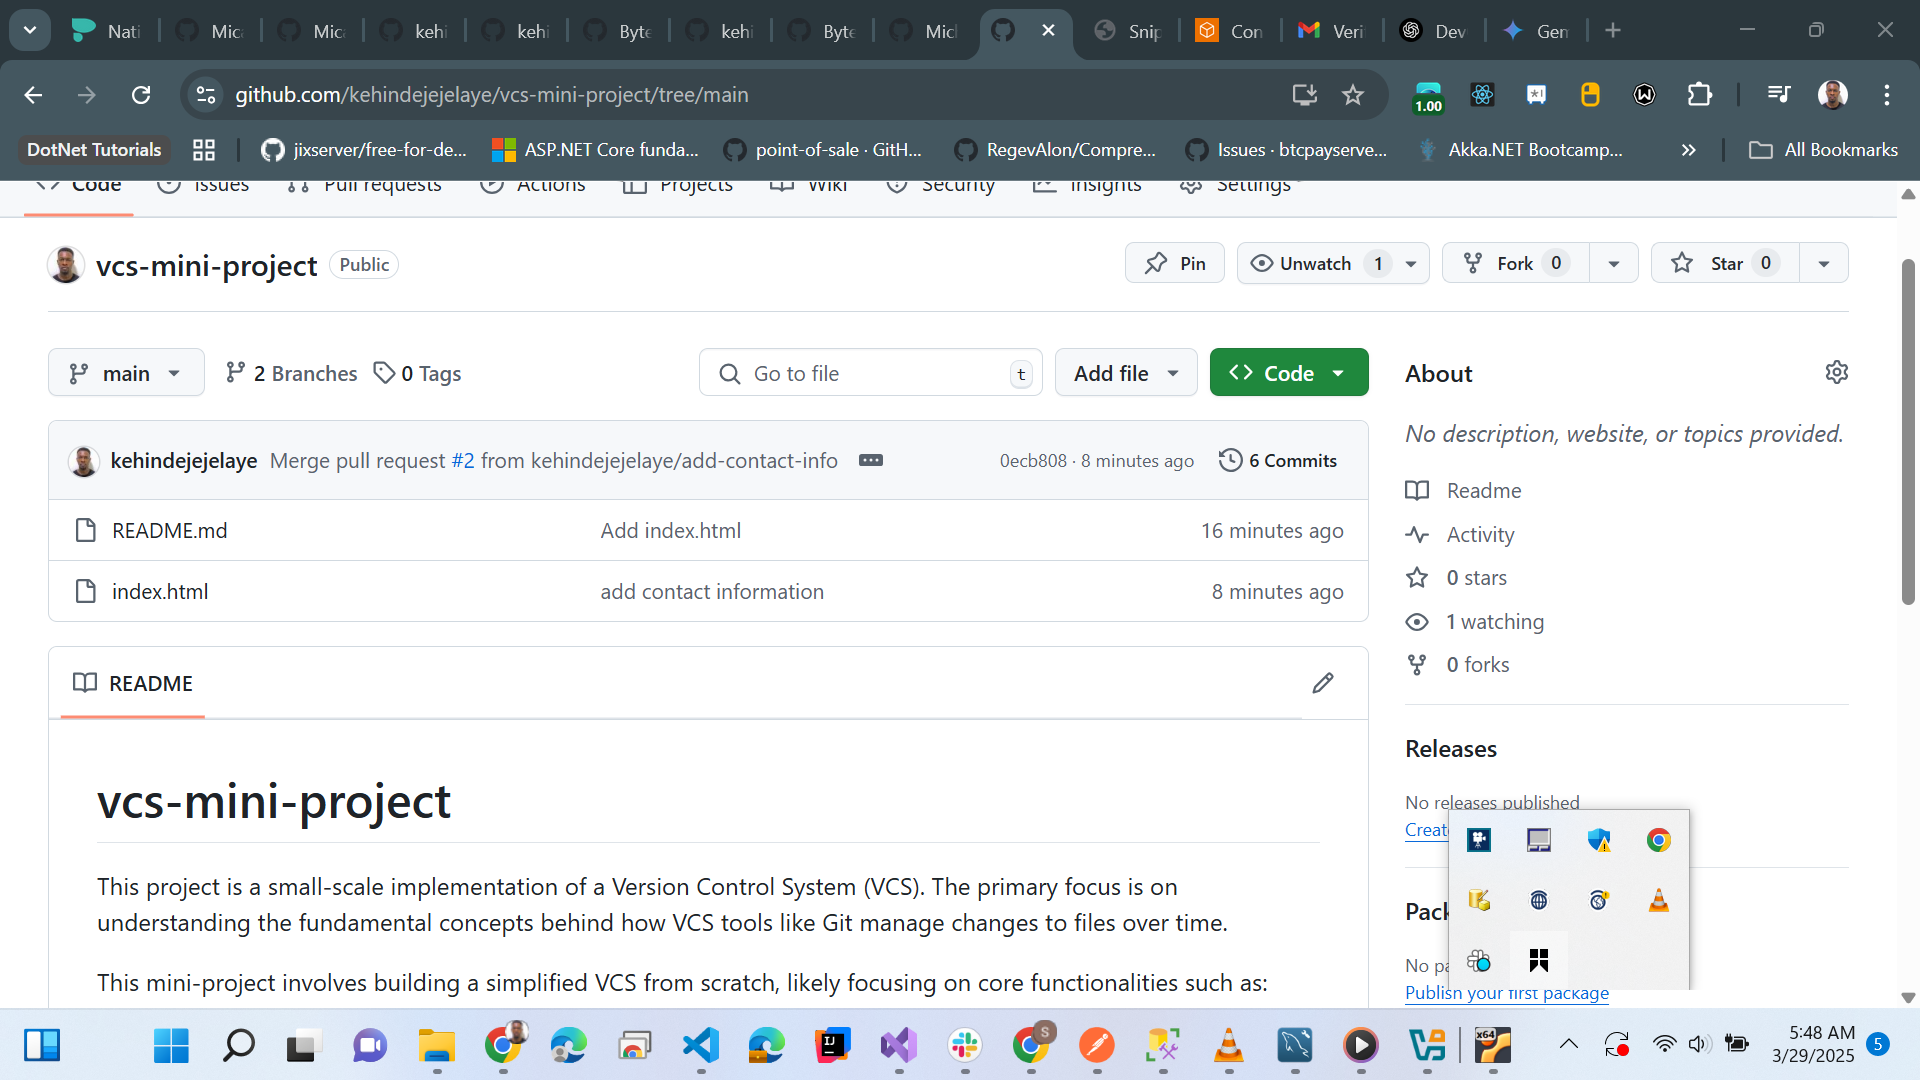 Nati
Mica
Mica
kehi
kehi
Byte
kehi
Byte
Mich
Snip
Con
Veri
Dev
Gem
github.com/kehindejejelaye/vcs-mini-project/tree/main
1.00
DotNet Tutorials
jixserver/free-for-de...
ASP.NET Core funda...
point-of-sale · GitH...
RegevAlon/Compre...
Issues · btcpayserve...
Akka.NET Bootcamp...
All Bookmarks
Code
Issues
Pull requests
Actions
Projects
Wiki
Security
Insights
Settings
vcs-mini-project
Public
Pin
Unwatch 1
Fork 0
Star 0
main
2 Branches
0 Tags
Go to file
t
Add file
Code
About
No description, website, or topics provided.
kehindejejelaye Merge pull request #2 from kehindejejelaye/add-contact-info
0ecb808 · 8 minutes ago
6 Commits
README.md
Add index.html
16 minutes ago
index.html
add contact information
8 minutes ago
Readme
Activity
0 stars
1 watching
0 forks
README
Releases
No releases published
Create
vcs-mini-project
This project is a small-scale implementation of a Version Control System (VCS). The primary focus is on
understanding the fundamental concepts behind how VCS tools like Git manage changes to files over time.
This mini-project involves building a simplified VCS from scratch, likely focusing on core functionalities such as:
Pack
No pa
Publish your first package
IJ
S
x64
5:48 AM
3/29/2025
5